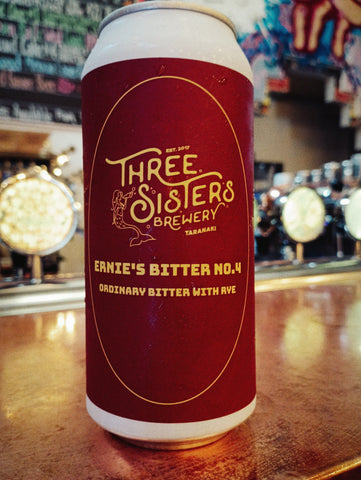 EST. 2017
THREE
SISTERS
BREWERY
TARANAKI
ERNIE'S BITTER NO.4
ORDINARY BITTER WITH RYE